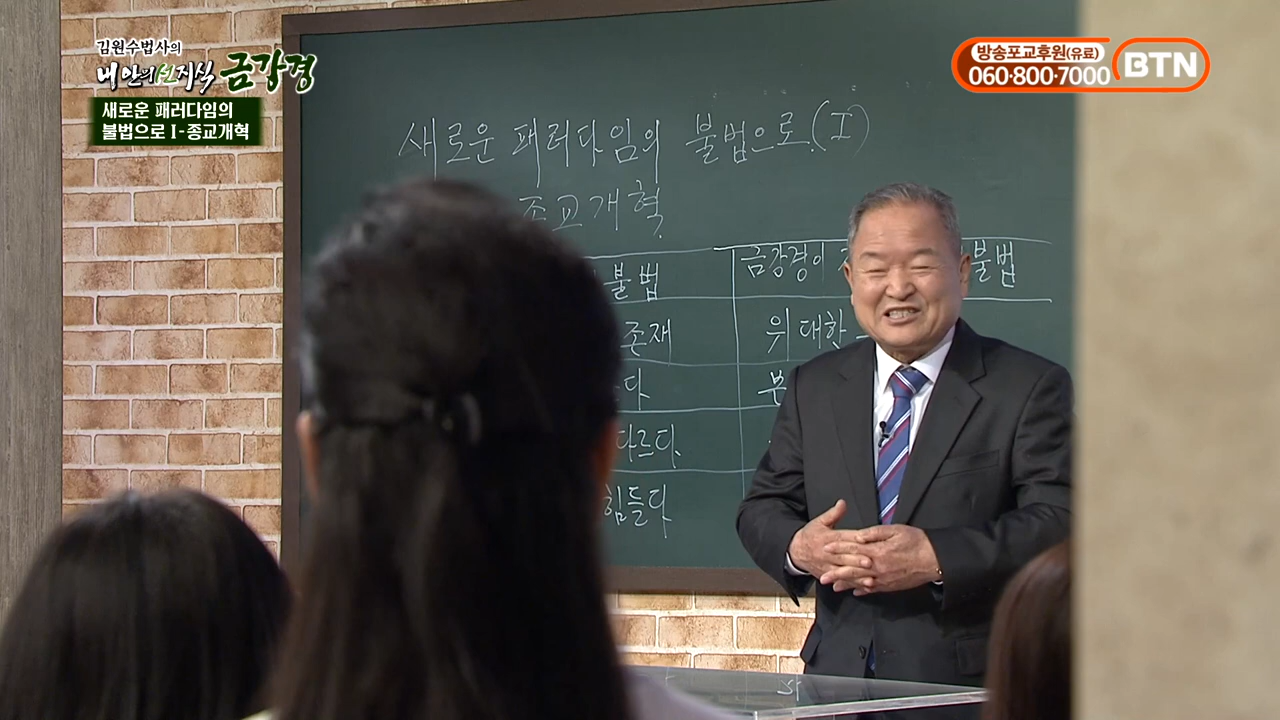 김원수법사의
내 안의 선지식 금강경
새로운 패러다임의
불법으로 I-종교개혁
방송포교후원(유료)
060·800·7000
BTN
새로운 패러다임의 불법으로.(I)
종교개혁
불법 금강경이 불법
존재 위대한
다
다르다.
힘들다.